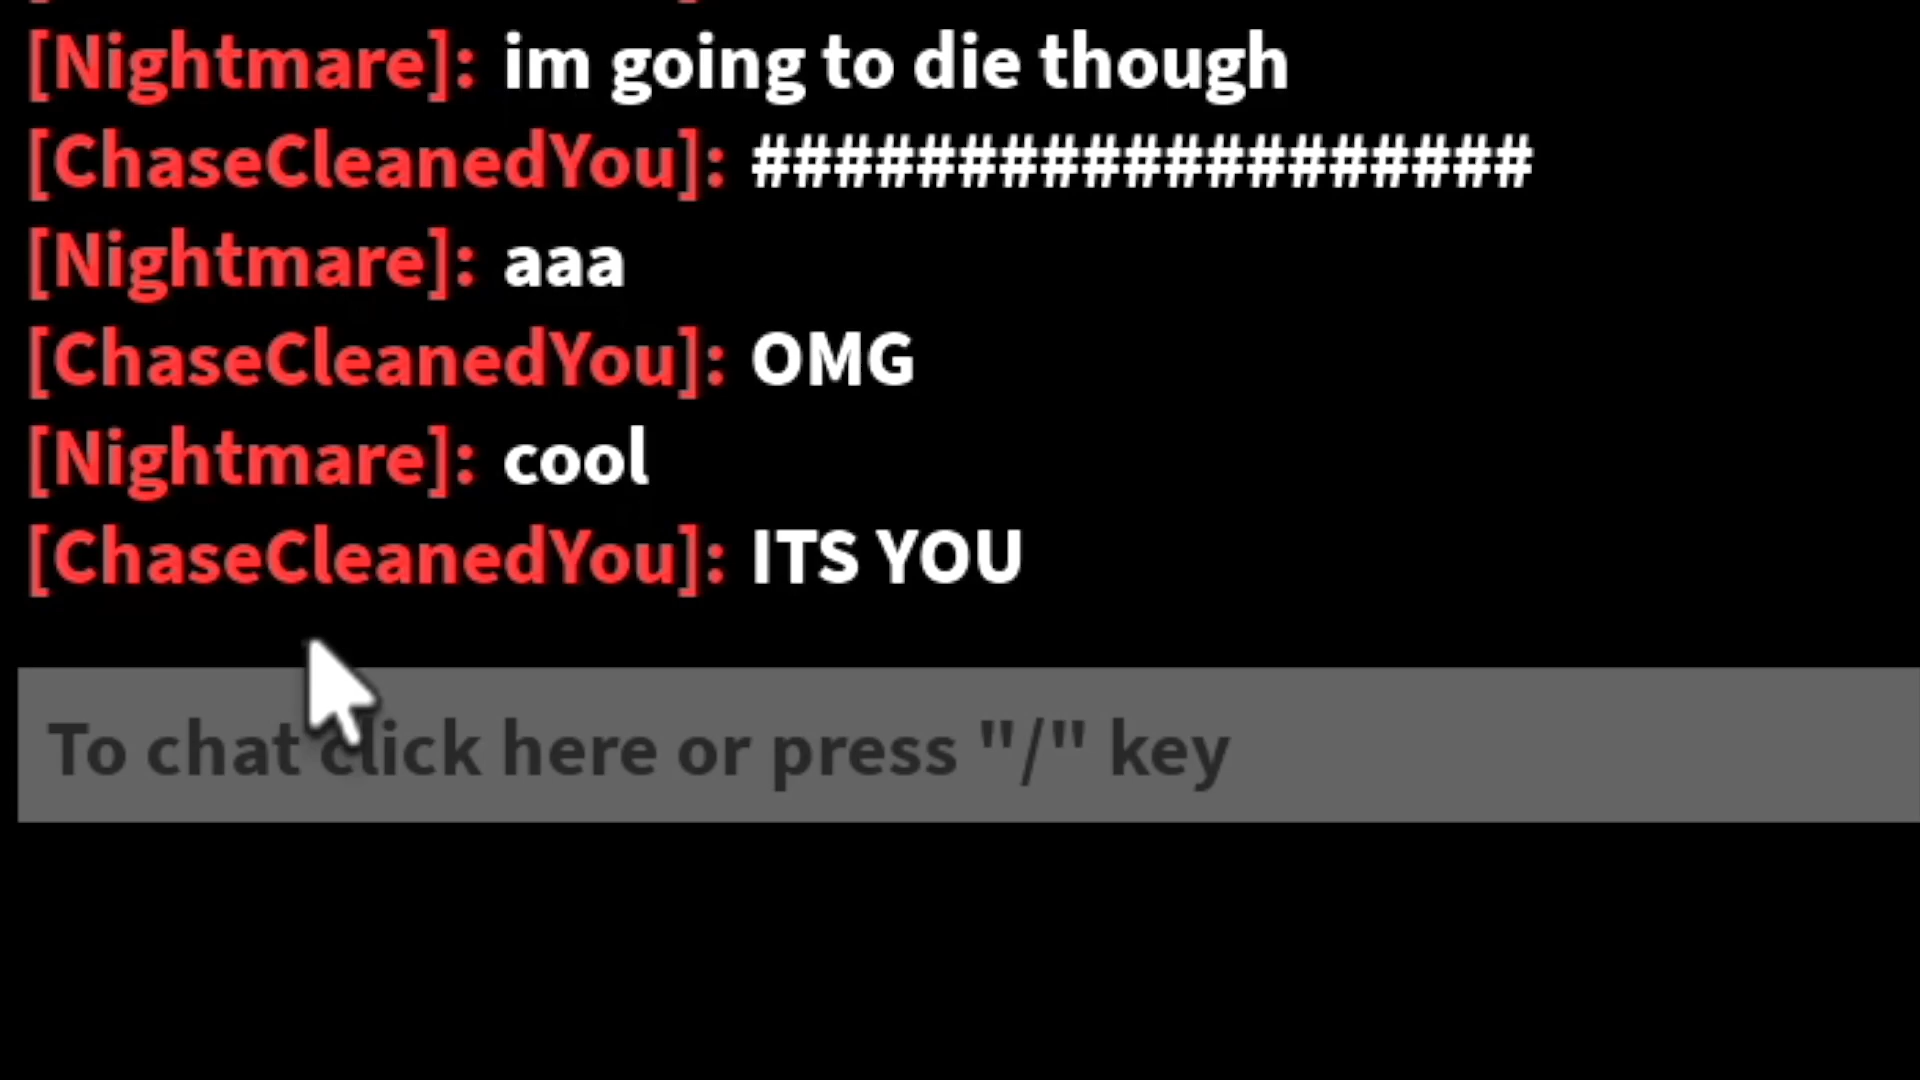 [Nightmare]: im going to die though
[ChaseCleanedYou]: ###################
[Nightmare]: aaa
[ChaseCleanedYou]: OMG
[Nightmare]: cool
[ChaseCleanedYou]: ITS YOU
To chat click here or press "/" key